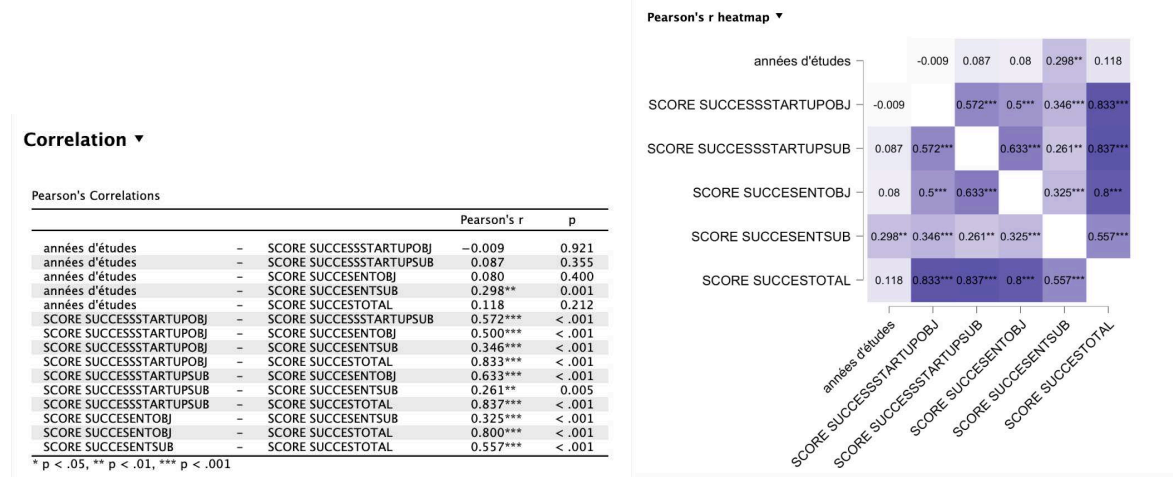 Correlation ▼
Pearson's Correlations
Pearson's r p
années d'études – SCORE SUCCESSSTARTUPOBJ −0.009 0.921
années d'études – SCORE SUCCESSSTARTUPSUB 0.087 0.355
années d'études – SCORE SUCCESENTOBJ 0.080 0.400
années d'études – SCORE SUCCESENTSUB 0.298** 0.001
années d'études – SCORE SUCCESTOTAL 0.118 0.212
SCORE SUCCESSSTARTUPOBJ – SCORE SUCCESSSTARTUPSUB 0.572*** < .001
SCORE SUCCESSSTARTUPOBJ – SCORE SUCCESENTOBJ 0.500*** < .001
SCORE SUCCESSSTARTUPOBJ – SCORE SUCCESENTSUB 0.346*** < .001
SCORE SUCCESSSTARTUPOBJ – SCORE SUCCESTOTAL 0.833*** < .001
SCORE SUCCESSSTARTUPSUB – SCORE SUCCESENTOBJ 0.633*** < .001
SCORE SUCCESSSTARTUPSUB – SCORE SUCCESENTSUB 0.261** 0.005
SCORE SUCCESSSTARTUPSUB – SCORE SUCCESTOTAL 0.837*** < .001
SCORE SUCCESENTOBJ – SCORE SUCCESENTSUB 0.325*** < .001
SCORE SUCCESENTOBJ – SCORE SUCCESTOTAL 0.800*** < .001
SCORE SUCCESENTSUB – SCORE SUCCESTOTAL 0.557*** < .001
* p < .05, ** p < .01, *** p < .001
Pearson's r heatmap ▼
années d'études -0.009 0.087 0.08 0.298** 0.118
SCORE SUCCESSSTARTUPOBJ -0.009 0.572*** 0.5*** 0.346*** 0.833***
SCORE SUCCESSSTARTUPSUB 0.087 0.572*** 0.633*** 0.261** 0.837***
SCORE SUCCESENTOBJ 0.08 0.5*** 0.633*** 0.325*** 0.8***
SCORE SUCCESENTSUB 0.298** 0.346*** 0.261** 0.325*** 0.557***
SCORE SUCCESTOTAL 0.118 0.833*** 0.837*** 0.8*** 0.557***
années d'études
SCORE SUCCESSSTARTUPOBJ
SCORE SUCCESSSTARTUPSUB
SCORE SUCCESENTOBJ
SCORE SUCCESENTSUB
SCORE SUCCESTOTAL